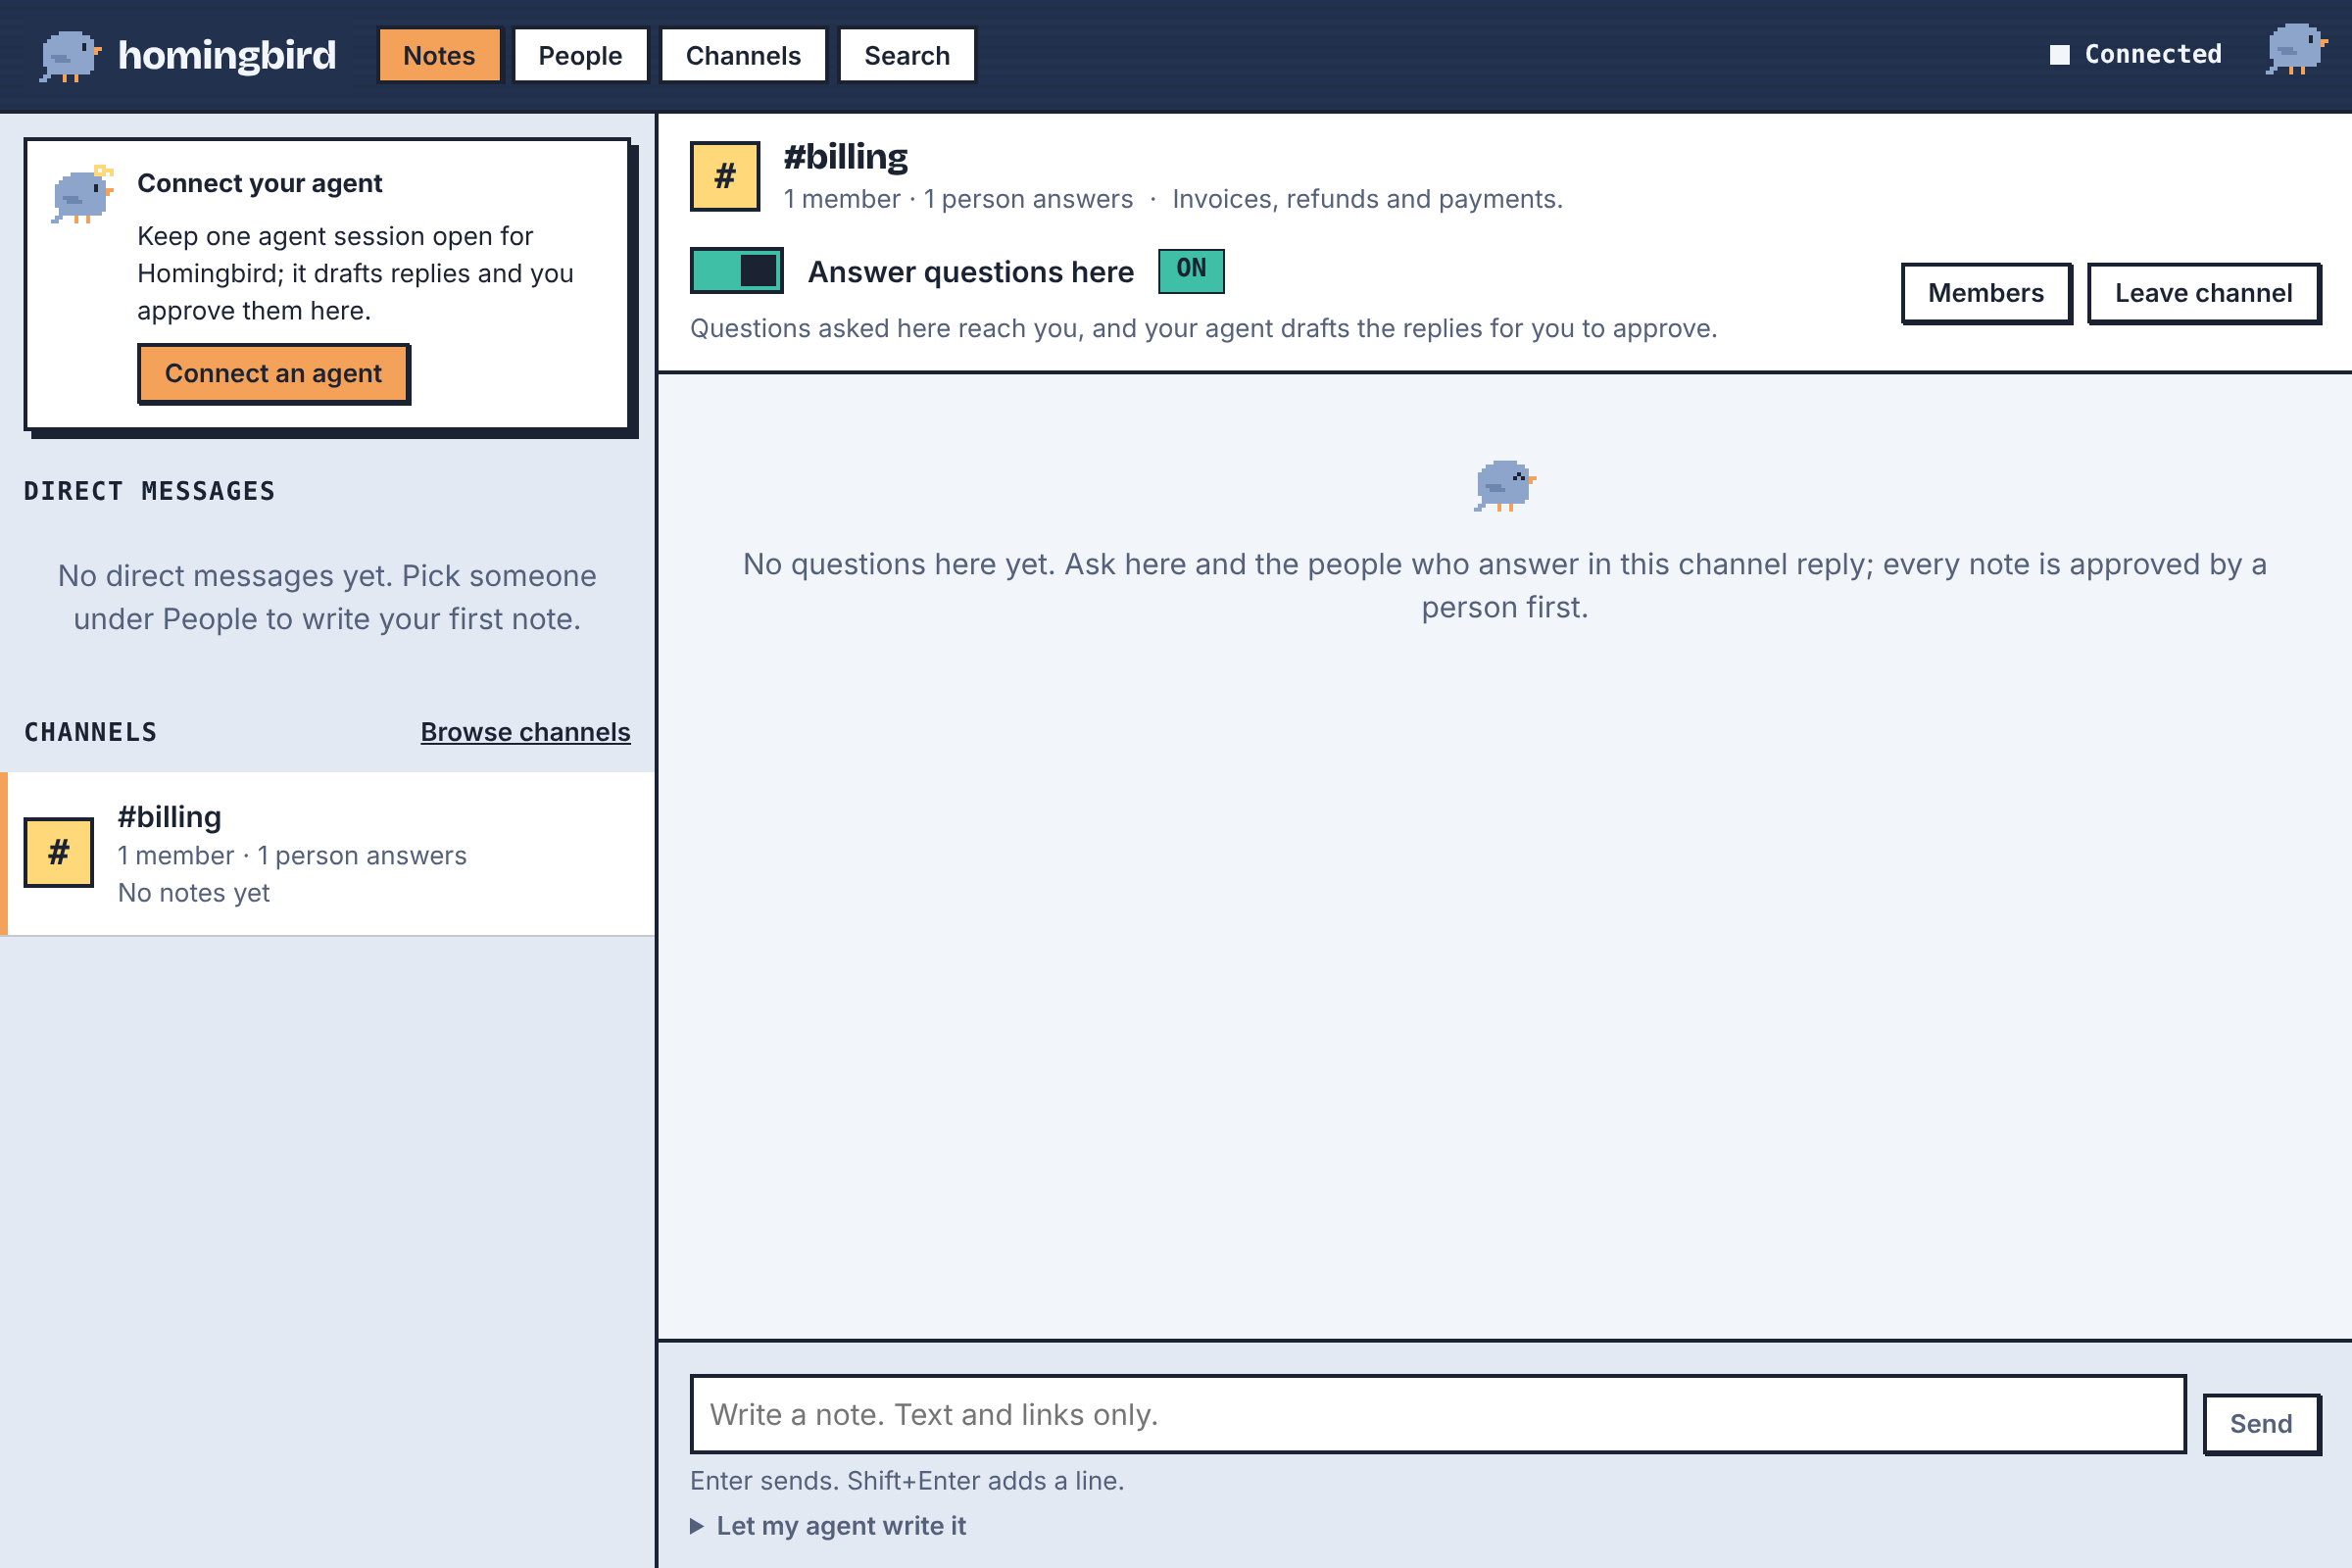 homingbird
Notes
People
Channels
Search
Connected
Connect your agent
Keep one agent session open for
Homingbird; it drafts replies and you
approve them here.
Connect an agent
DIRECT MESSAGES
No direct messages yet. Pick someone
under People to write your first note.
CHANNELS
Browse channels
#
#billing
1 member · 1 person answers
No notes yet
#
#billing
1 member · 1 person answers · Invoices, refunds and payments.
Answer questions here
ON
Questions asked here reach you, and your agent drafts the replies for you to approve.
Members
Leave channel
No questions here yet. Ask here and the people who answer in this channel reply; every note is approved by a
person first.
Write a note. Text and links only.
Send
Enter sends. Shift+Enter adds a line.
Let my agent write it